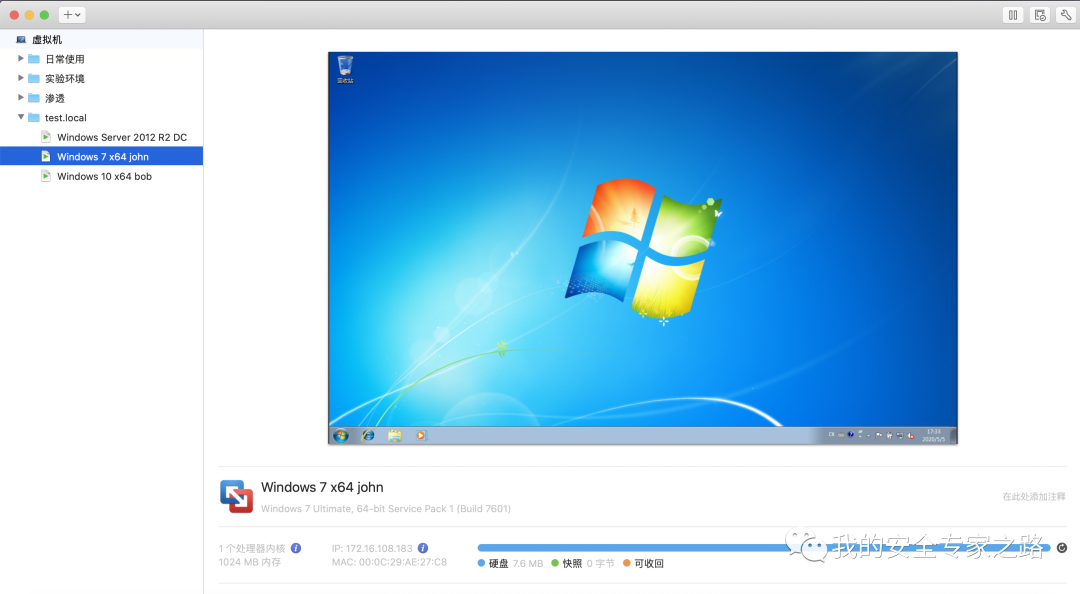 虚拟机
日常使用
实验环境
渗透
test.local
Windows Server 2012 R2 DC
Windows 7 x64 john
Windows 10 x64 bob
回收站
17:33
2020/5/5
Windows 7 x64 john
Windows 7 Ultimate, 64-bit Service Pack 1 (Build 7601)
在此处添加注释
1 个处理器内核
1024 MB 内存
IP: 172.16.108.183
MAC: 00:0C:29:AE:27:C8
硬盘 7.6 MB 快照 0 字节 可收回
我的安全专家之路